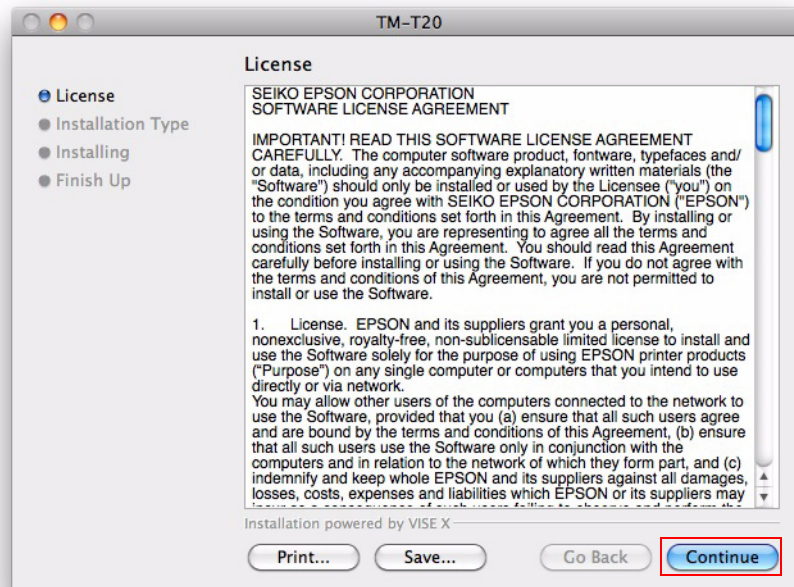 TM-T20
License
License
Installation Type
Installing
Finish Up
SEIKO EPSON CORPORATION
SOFTWARE LICENSE AGREEMENT
IMPORTANT! READ THIS SOFTWARE LICENSE AGREEMENT
CAREFULLY. The computer software product, fontware, typefaces and/
or data, including any accompanying explanatory written materials (the
"Software") should only be installed or used by the Licensee ("you") on
the condition you agree with SEIKO EPSON CORPORATION ("EPSON")
to the terms and conditions set forth in this Agreement. By installing or
using the Software, you are representing to agree all the terms and
conditions set forth in this Agreement. You should read this Agreement
carefully before installing or using the Software. If you do not agree with
the terms and conditions of this Agreement, you are not permitted to
install or use the Software.
1. License. EPSON and its suppliers grant you a personal,
nonexclusive, royalty-free, non-sublicensable limited license to install and
use the Software solely for the purpose of using EPSON printer products
(“Purpose”) on any single computer or computers that you intend to use
directly or via network.
You may allow other users of the computers connected to the network to
use the Software, provided that you (a) ensure that all such users agree
and are bound by the terms and conditions of this Agreement, (b) ensure
that all such users use the Software only in conjunction with the
computers and in relation to the network of which they form part, and (c)
indemnify and keep whole EPSON and its suppliers against all damages,
losses, costs, expenses and liabilities which EPSON or its suppliers may
Installation powered by VISE X
Print...
Save...
Go Back
Continue